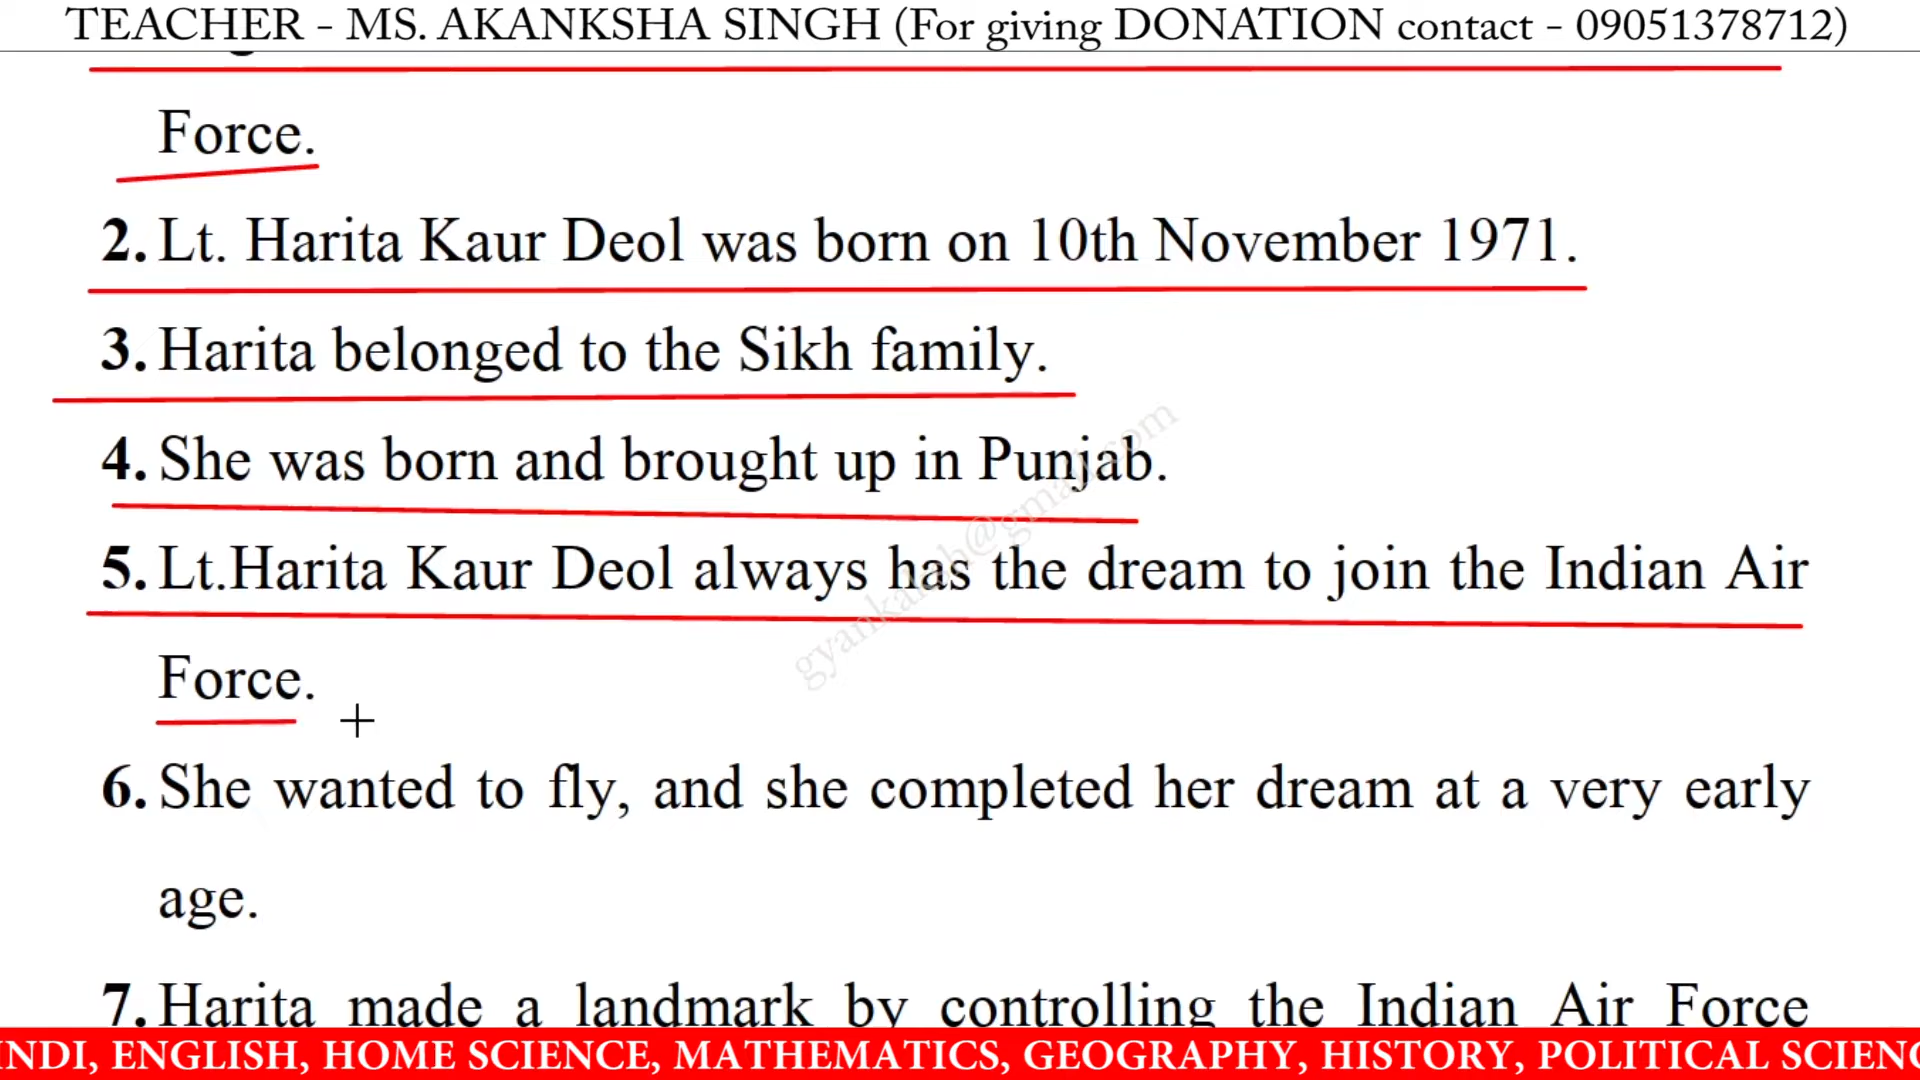 TEACHER - MS. AKANKSHA SINGH (For giving DONATION contact - 09051378712)
Force.
2. Lt. Harita Kaur Deol was born on 10th November 1971.
3. Harita belonged to the Sikh family.
4. She was born and brought up in Punjab.
5. Lt.Harita Kaur Deol always has the dream to join the Indian Air
Force.
6. She wanted to fly, and she completed her dream at a very early
age.
7. Harita made a landmark by controlling the Indian Air Force
INDI, ENGLISH, HOME SCIENCE, MATHEMATICS, GEOGRAPHY, HISTORY, POLITICAL SCIENC